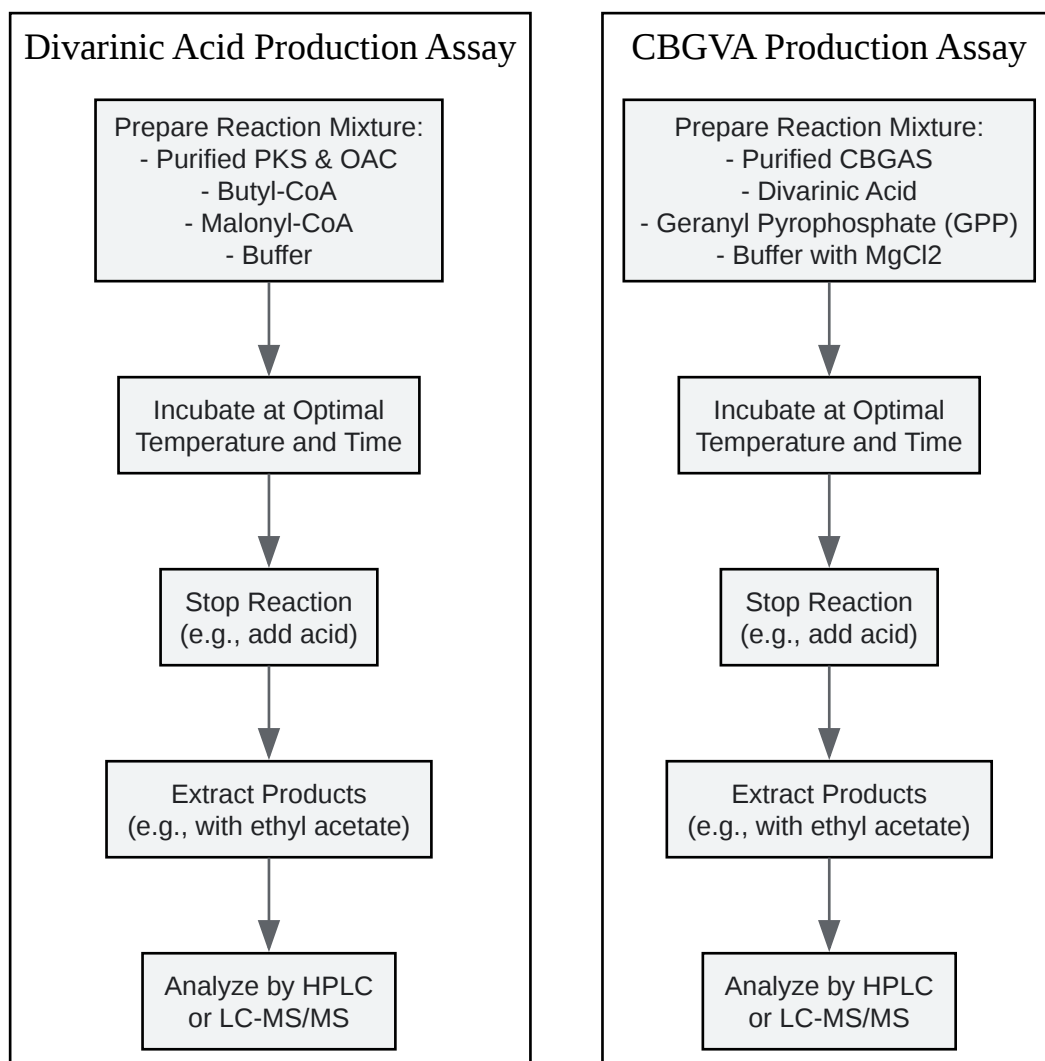 Divarinic Acid Production Assay
Prepare Reaction Mixture:
- Purified PKS & OAC
- Butyl-CoA
- Malonyl-CoA
- Buffer
Incubate at Optimal
Temperature and Time
Stop Reaction
(e.g., add acid)
Extract Products
(e.g., with ethyl acetate)
Analyze by HPLC
or LC-MS/MS
CBGVA Production Assay
Prepare Reaction Mixture:
- Purified CBGAS
- Divarinic Acid
- Geranyl Pyrophosphate (GPP)
- Buffer with MgCl2
Incubate at Optimal
Temperature and Time
Stop Reaction
(e.g., add acid)
Extract Products
(e.g., with ethyl acetate)
Analyze by HPLC
or LC-MS/MS